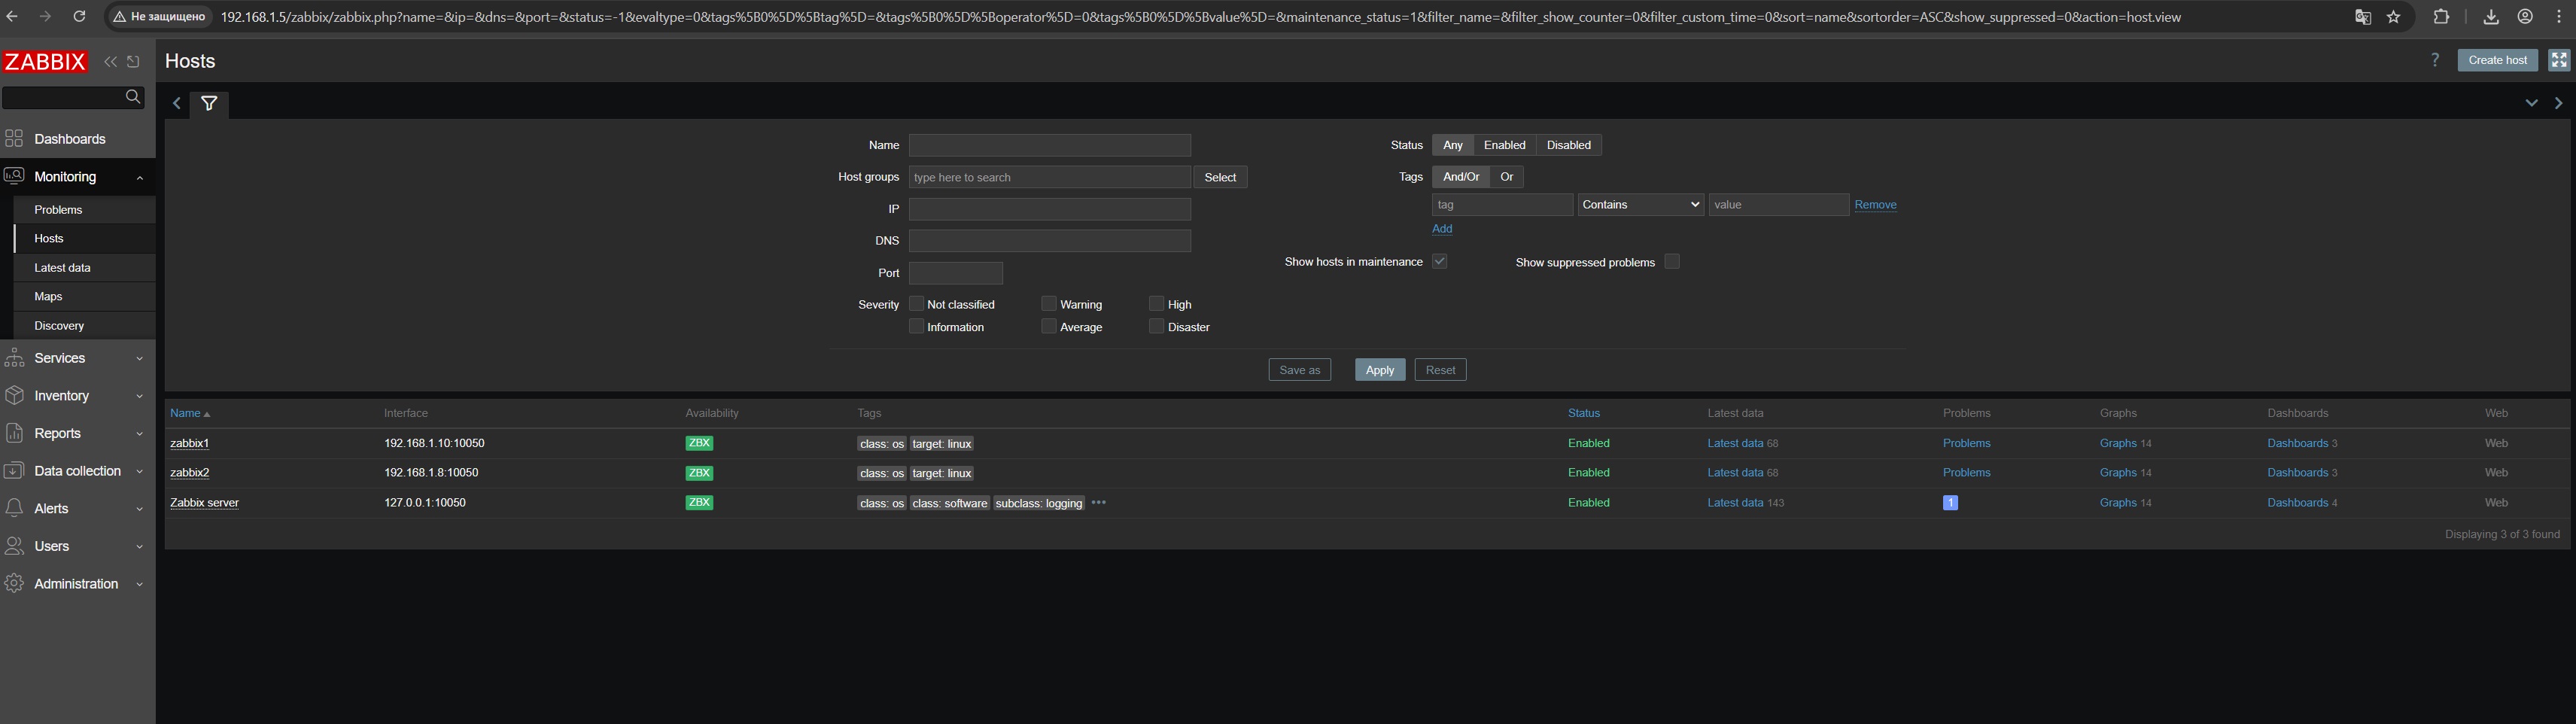 Не защищено 192.168.1.5/zabbix/zabbix.php?name=&ip=&dns=&port=&status=-1&evaltype=0&tags%5B0%5D%5Btag%5D=&tags%5B0%5D%5Boperator%5D=0&tags%5B0%5D%5Bvalue%5D=&maintenance_status=1&filter_name=&filter_show_counter=0&filter_custom_time=0&sort=name&sortorder=ASC&show_suppressed=0&action=host.view
ZABBIX
Hosts
? Create host
Dashboards
Monitoring
Problems
Hosts
Latest data
Maps
Discovery
Services
Inventory
Reports
Data collection
Alerts
Users
Administration
Name
Host groups type here to search Select
IP
DNS
Port
Severity Not classified Warning High
Information Average Disaster
Status Any Enabled Disabled
Tags And/Or Or
tag Contains value Remove
Add
Show hosts in maintenance Show suppressed problems
Save as Apply Reset
Name Interface Availability Tags Status Latest data Problems Graphs Dashboards Web
zabbix1 192.168.1.10:10050 ZBX class: os target: linux Enabled Latest data 68 Problems Graphs 14 Dashboards 3 Web
zabbix2 192.168.1.8:10050 ZBX class: os target: linux Enabled Latest data 68 Problems Graphs 14 Dashboards 3 Web
Zabbix server 127.0.0.1:10050 ZBX class: os class: software subclass: logging ••• Enabled Latest data 143 1 Graphs 14 Dashboards 4 Web
Displaying 3 of 3 found